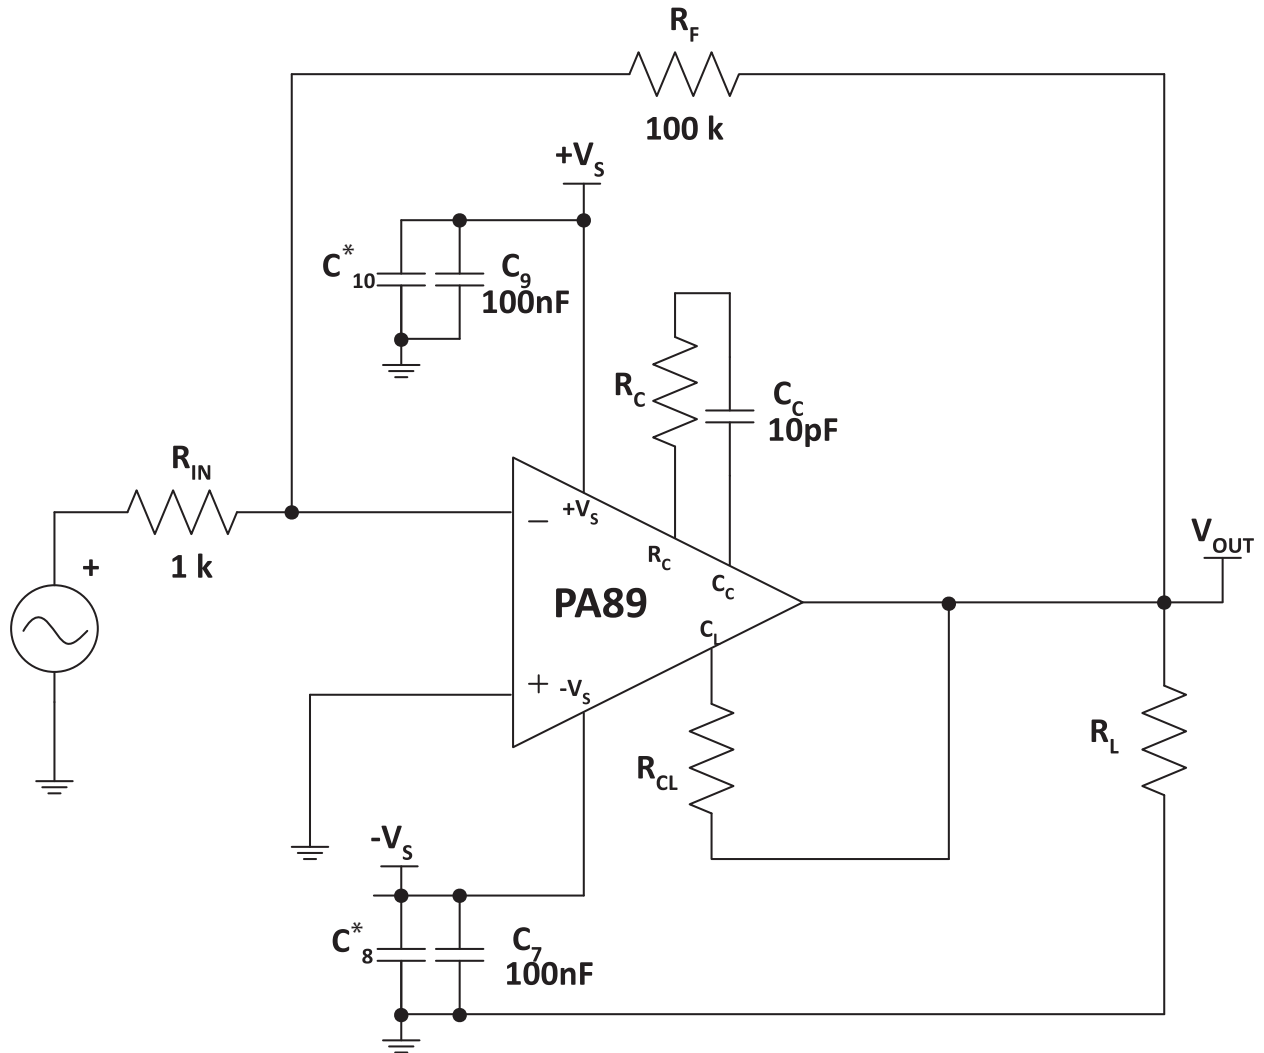 R_F
100 k
+V_S
C*_10
C_9
100nF
R_C
C_C
10pF
R_IN
1 k
+
−
+V_S
R_C
C_C
PA89
C_L
+
-V_S
V_OUT
R_CL
R_L
-V_S
C*_8
C_7
100nF